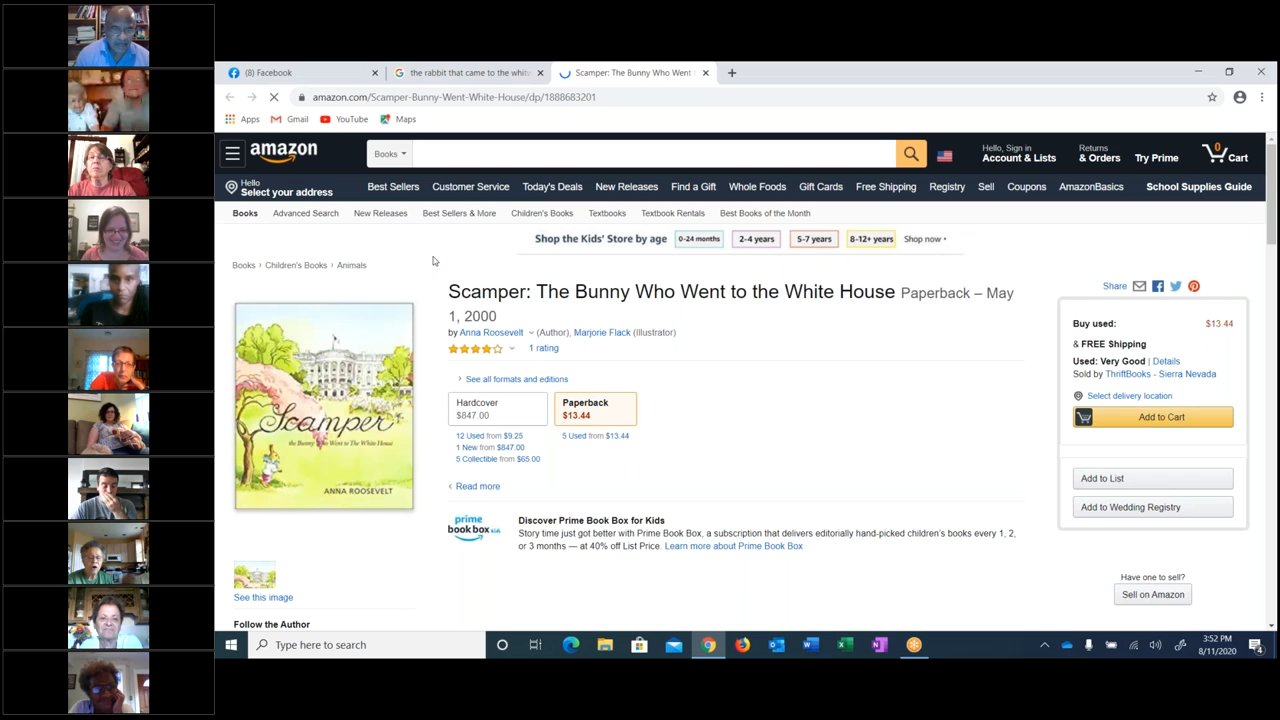 (8) Facebook
the rabbit that came to the white
Scamper: The Bunny Who Went t
amazon.com/Scamper-Bunny-Went-White-House/dp/1888683201
Apps Gmail YouTube Maps
amazon
Books
Hello, Sign in
Account & Lists
Returns
& Orders
Try Prime
0
Cart
Hello
Select your address
Best Sellers Customer Service Today's Deals New Releases Find a Gift Whole Foods Gift Cards Free Shipping Registry Sell Coupons AmazonBasics School Supplies Guide
Books Advanced Search New Releases Best Sellers & More Children's Books Textbooks Textbook Rentals Best Books of the Month
Shop the Kids' Store by age 0-24 months 2-4 years 5-7 years 8-12+ years Shop now
Books › Children's Books › Animals
Scamper: The Bunny Who Went to the White House Paperback – May
1, 2000
by Anna Roosevelt (Author), Marjorie Flack (Illustrator)
1 rating
See all formats and editions
Hardcover
$847.00
Paperback
$13.44
12 Used from $9.25
1 New from $847.00
5 Collectible from $65.00
5 Used from $13.44
Read more
Scamper
the Bunny Who Went to The White House
ANNA ROOSEVELT
prime
book box kids
Discover Prime Book Box for Kids
Story time just got better with Prime Book Box, a subscription that delivers editorially hand-picked children's books every 1, 2,
or 3 months — at 40% off List Price. Learn more about Prime Book Box
See this image
Follow the Author
Share
Buy used: $13.44
& FREE Shipping
Used: Very Good | Details
Sold by ThriftBooks - Sierra Nevada
Select delivery location
Add to Cart
Add to List
Add to Wedding Registry
Have one to sell?
Sell on Amazon
Type here to search
3:52 PM
8/11/2020
4